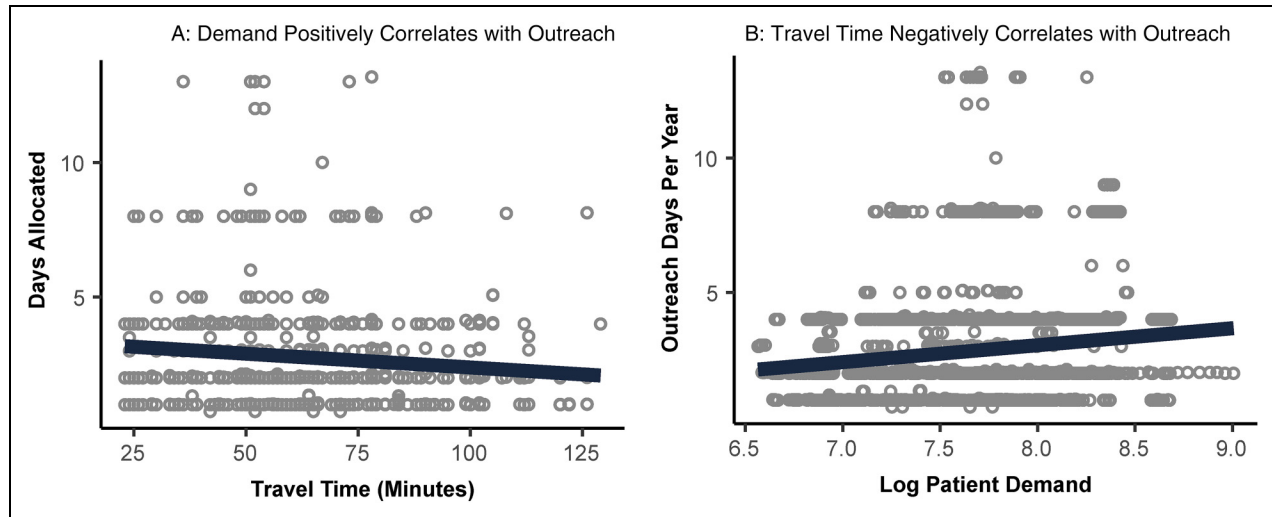 A: Demand Positively Correlates with Outreach
Days Allocated
10
5
25 50 75 100 125
Travel Time (Minutes)
B: Travel Time Negatively Correlates with Outreach
Outreach Days Per Year
10
5
6.5 7.0 7.5 8.0 8.5 9.0
Log Patient Demand